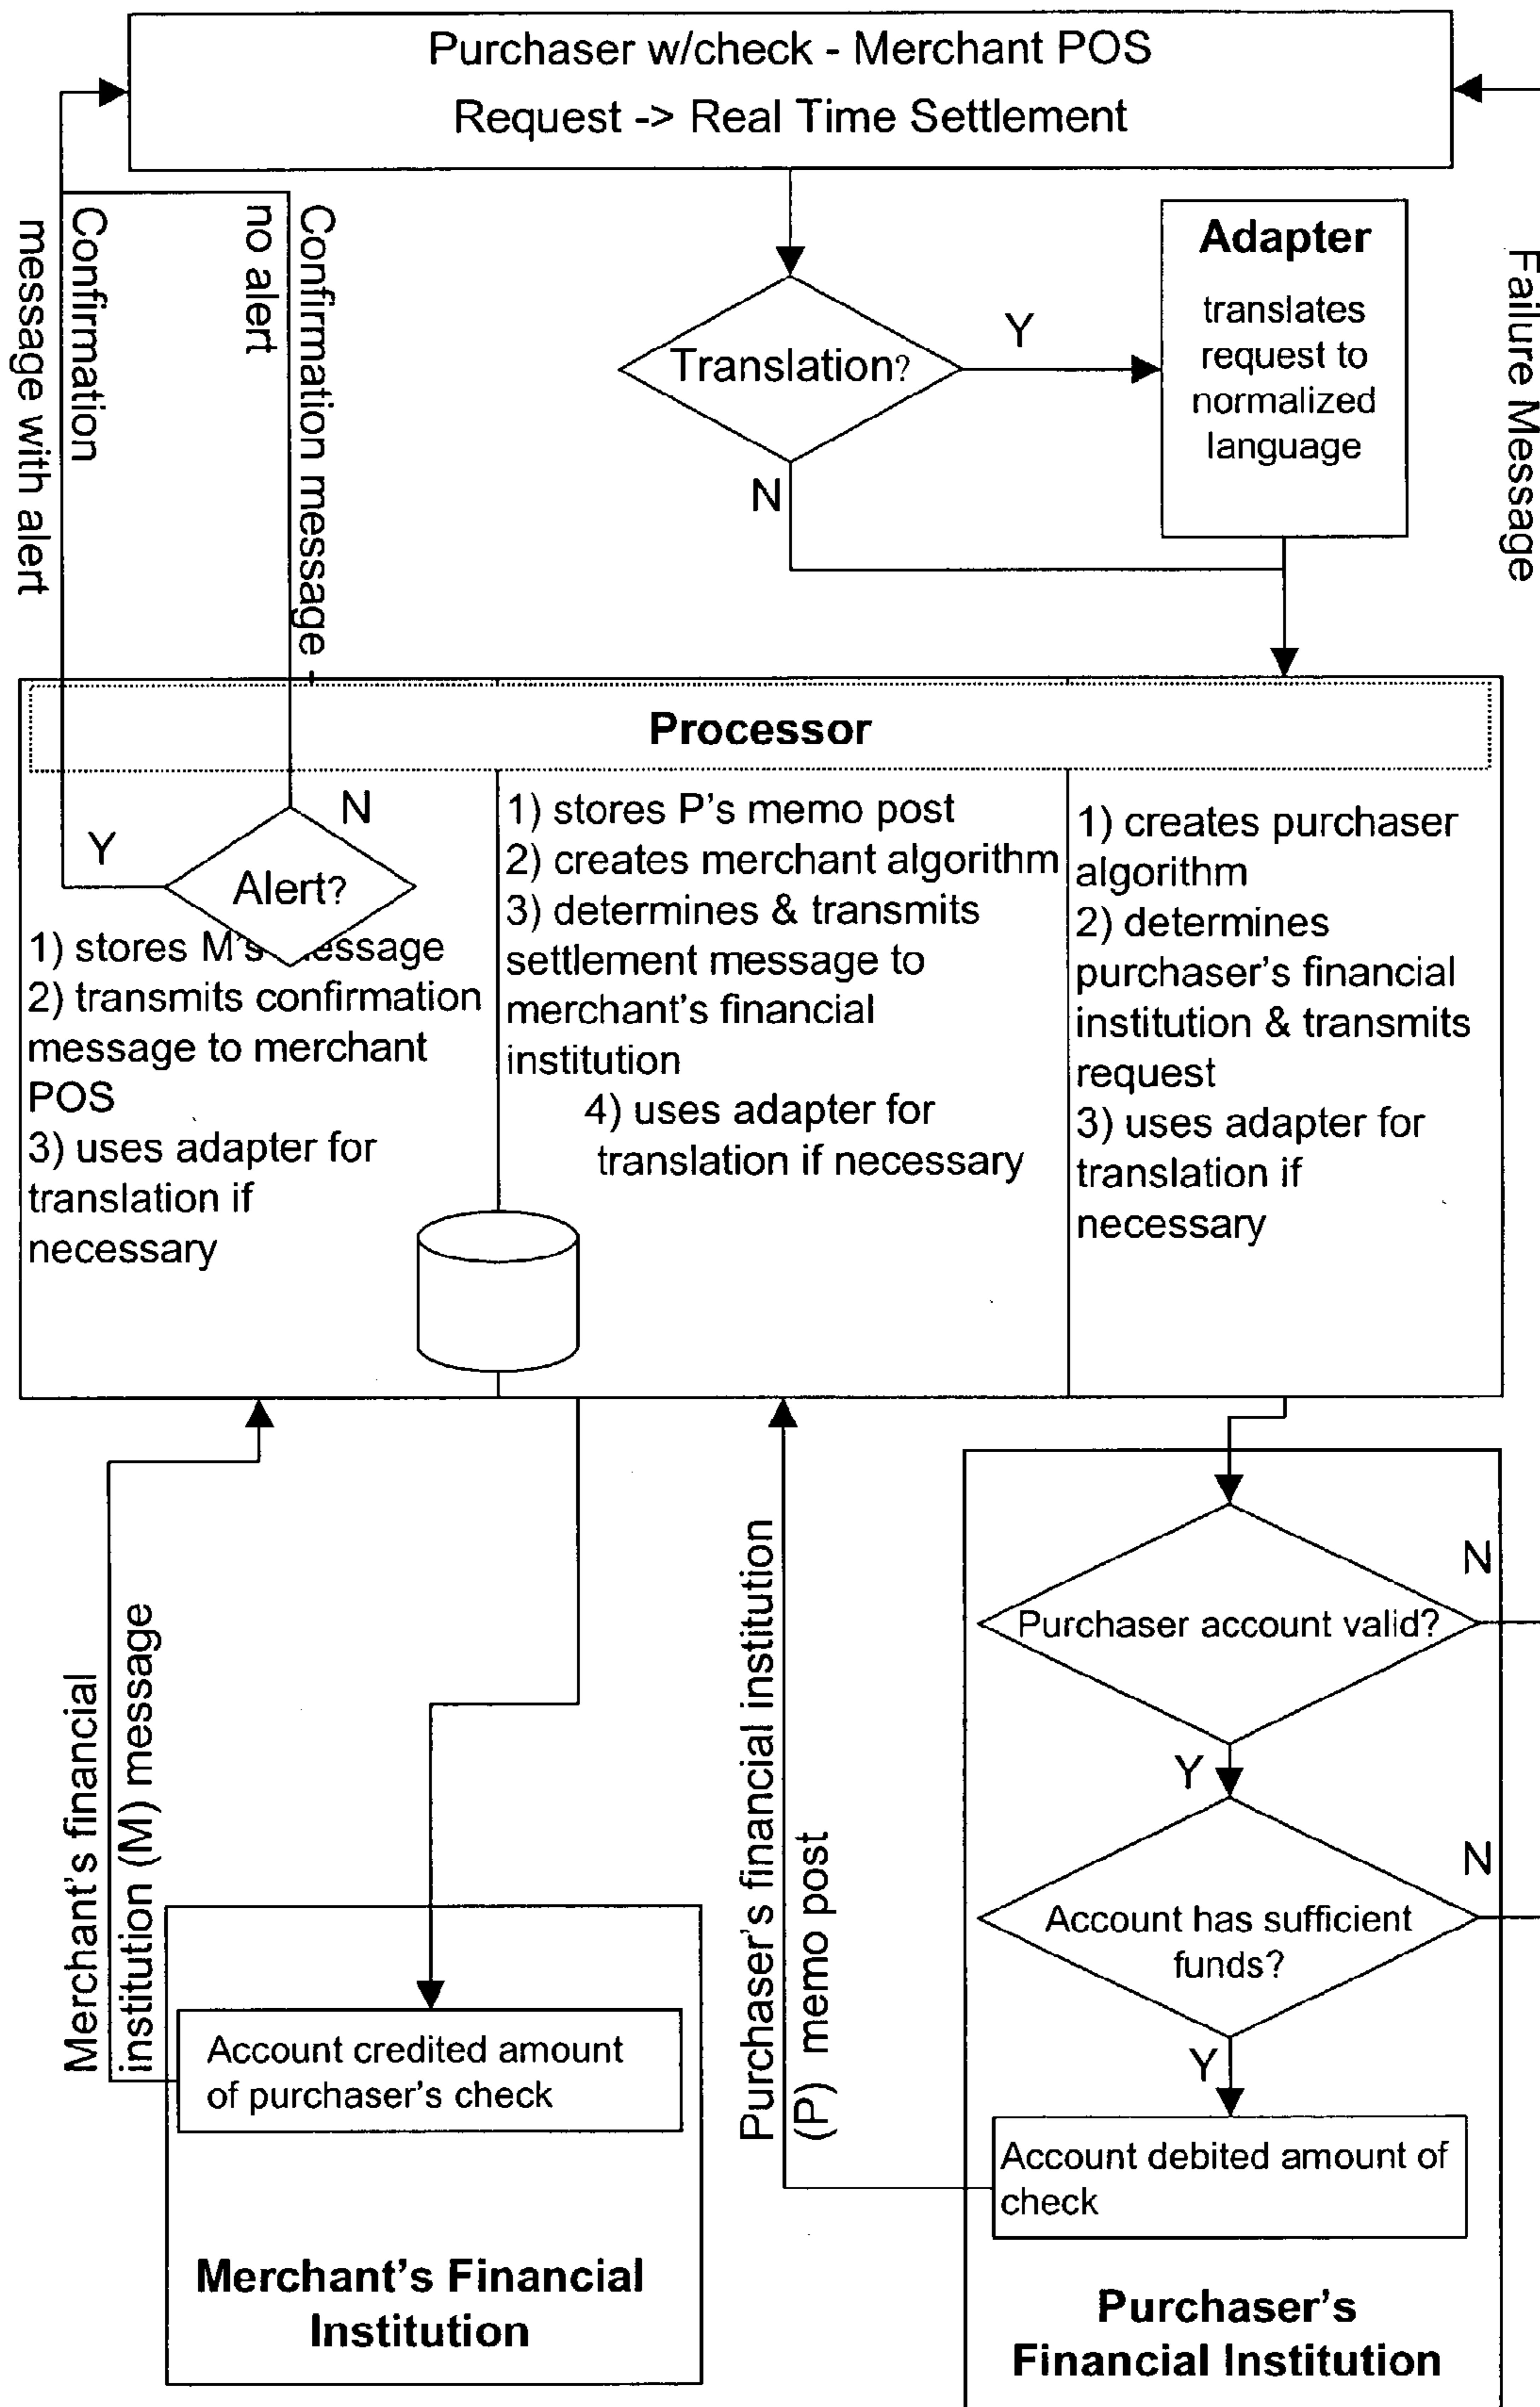 Purchaser w/check - Merchant POS
Request -> Real Time Settlement
Confirmation
message with alert
Confirmation message -
no alert
Translation?
Y
N
Adapter
translates
request to
normalized
language
Failure Message
Processor
Y
N
Alert?
1) stores M's essage
2) transmits confirmation
message to merchant
POS
3) uses adapter for
translation if
necessary
1) stores P's memo post
2) creates merchant algorithm
3) determines & transmits
settlement message to
merchant's financial
institution
4) uses adapter for
translation if necessary
1) creates purchaser
algorithm
2) determines
purchaser's financial
institution & transmits
request
3) uses adapter for
translation if
necessary
Merchant's financial
institution (M) message
Purchaser's financial institution
(P) memo post
Purchaser account valid?
N
Y
Account has sufficient
funds?
N
Y
Account debited amount of
check
Purchaser's
Financial Institution
Account credited amount
of purchaser's check
Merchant's Financial
Institution